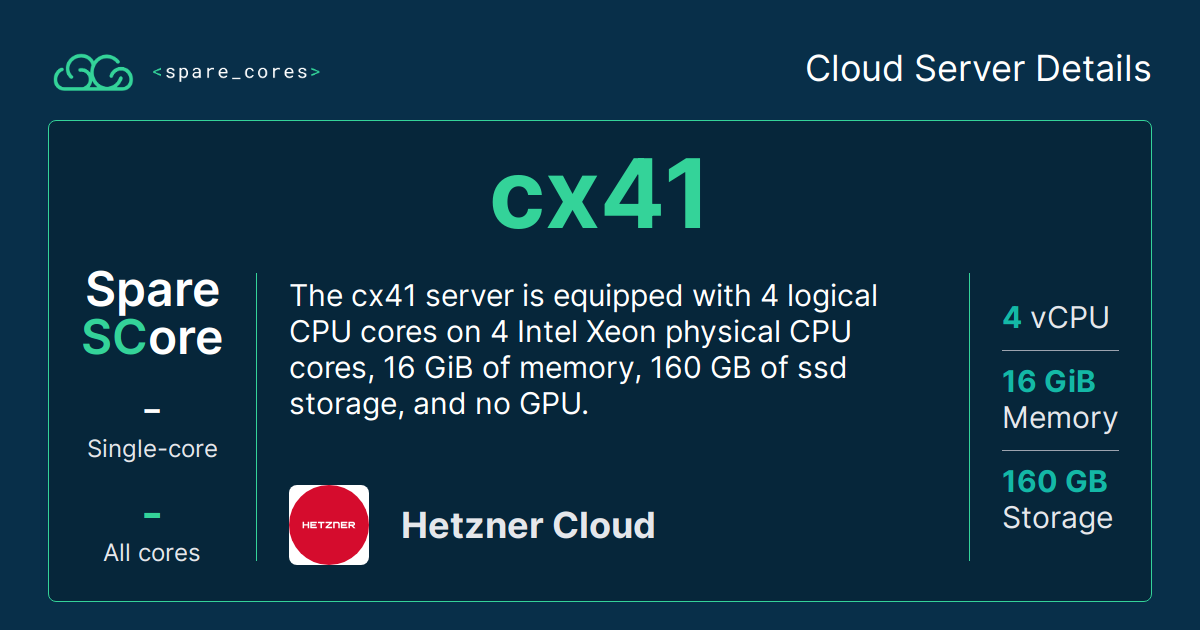 <spare_cores>
Cloud Server Details
cx41
Spare
SCore
–
Single-core
–
All cores
The cx41 server is equipped with 4 logical
CPU cores on 4 Intel Xeon physical CPU
cores, 16 GiB of memory, 160 GB of ssd
storage, and no GPU.
HETZNER
Hetzner Cloud
4 vCPU
16 GiB
Memory
160 GB
Storage